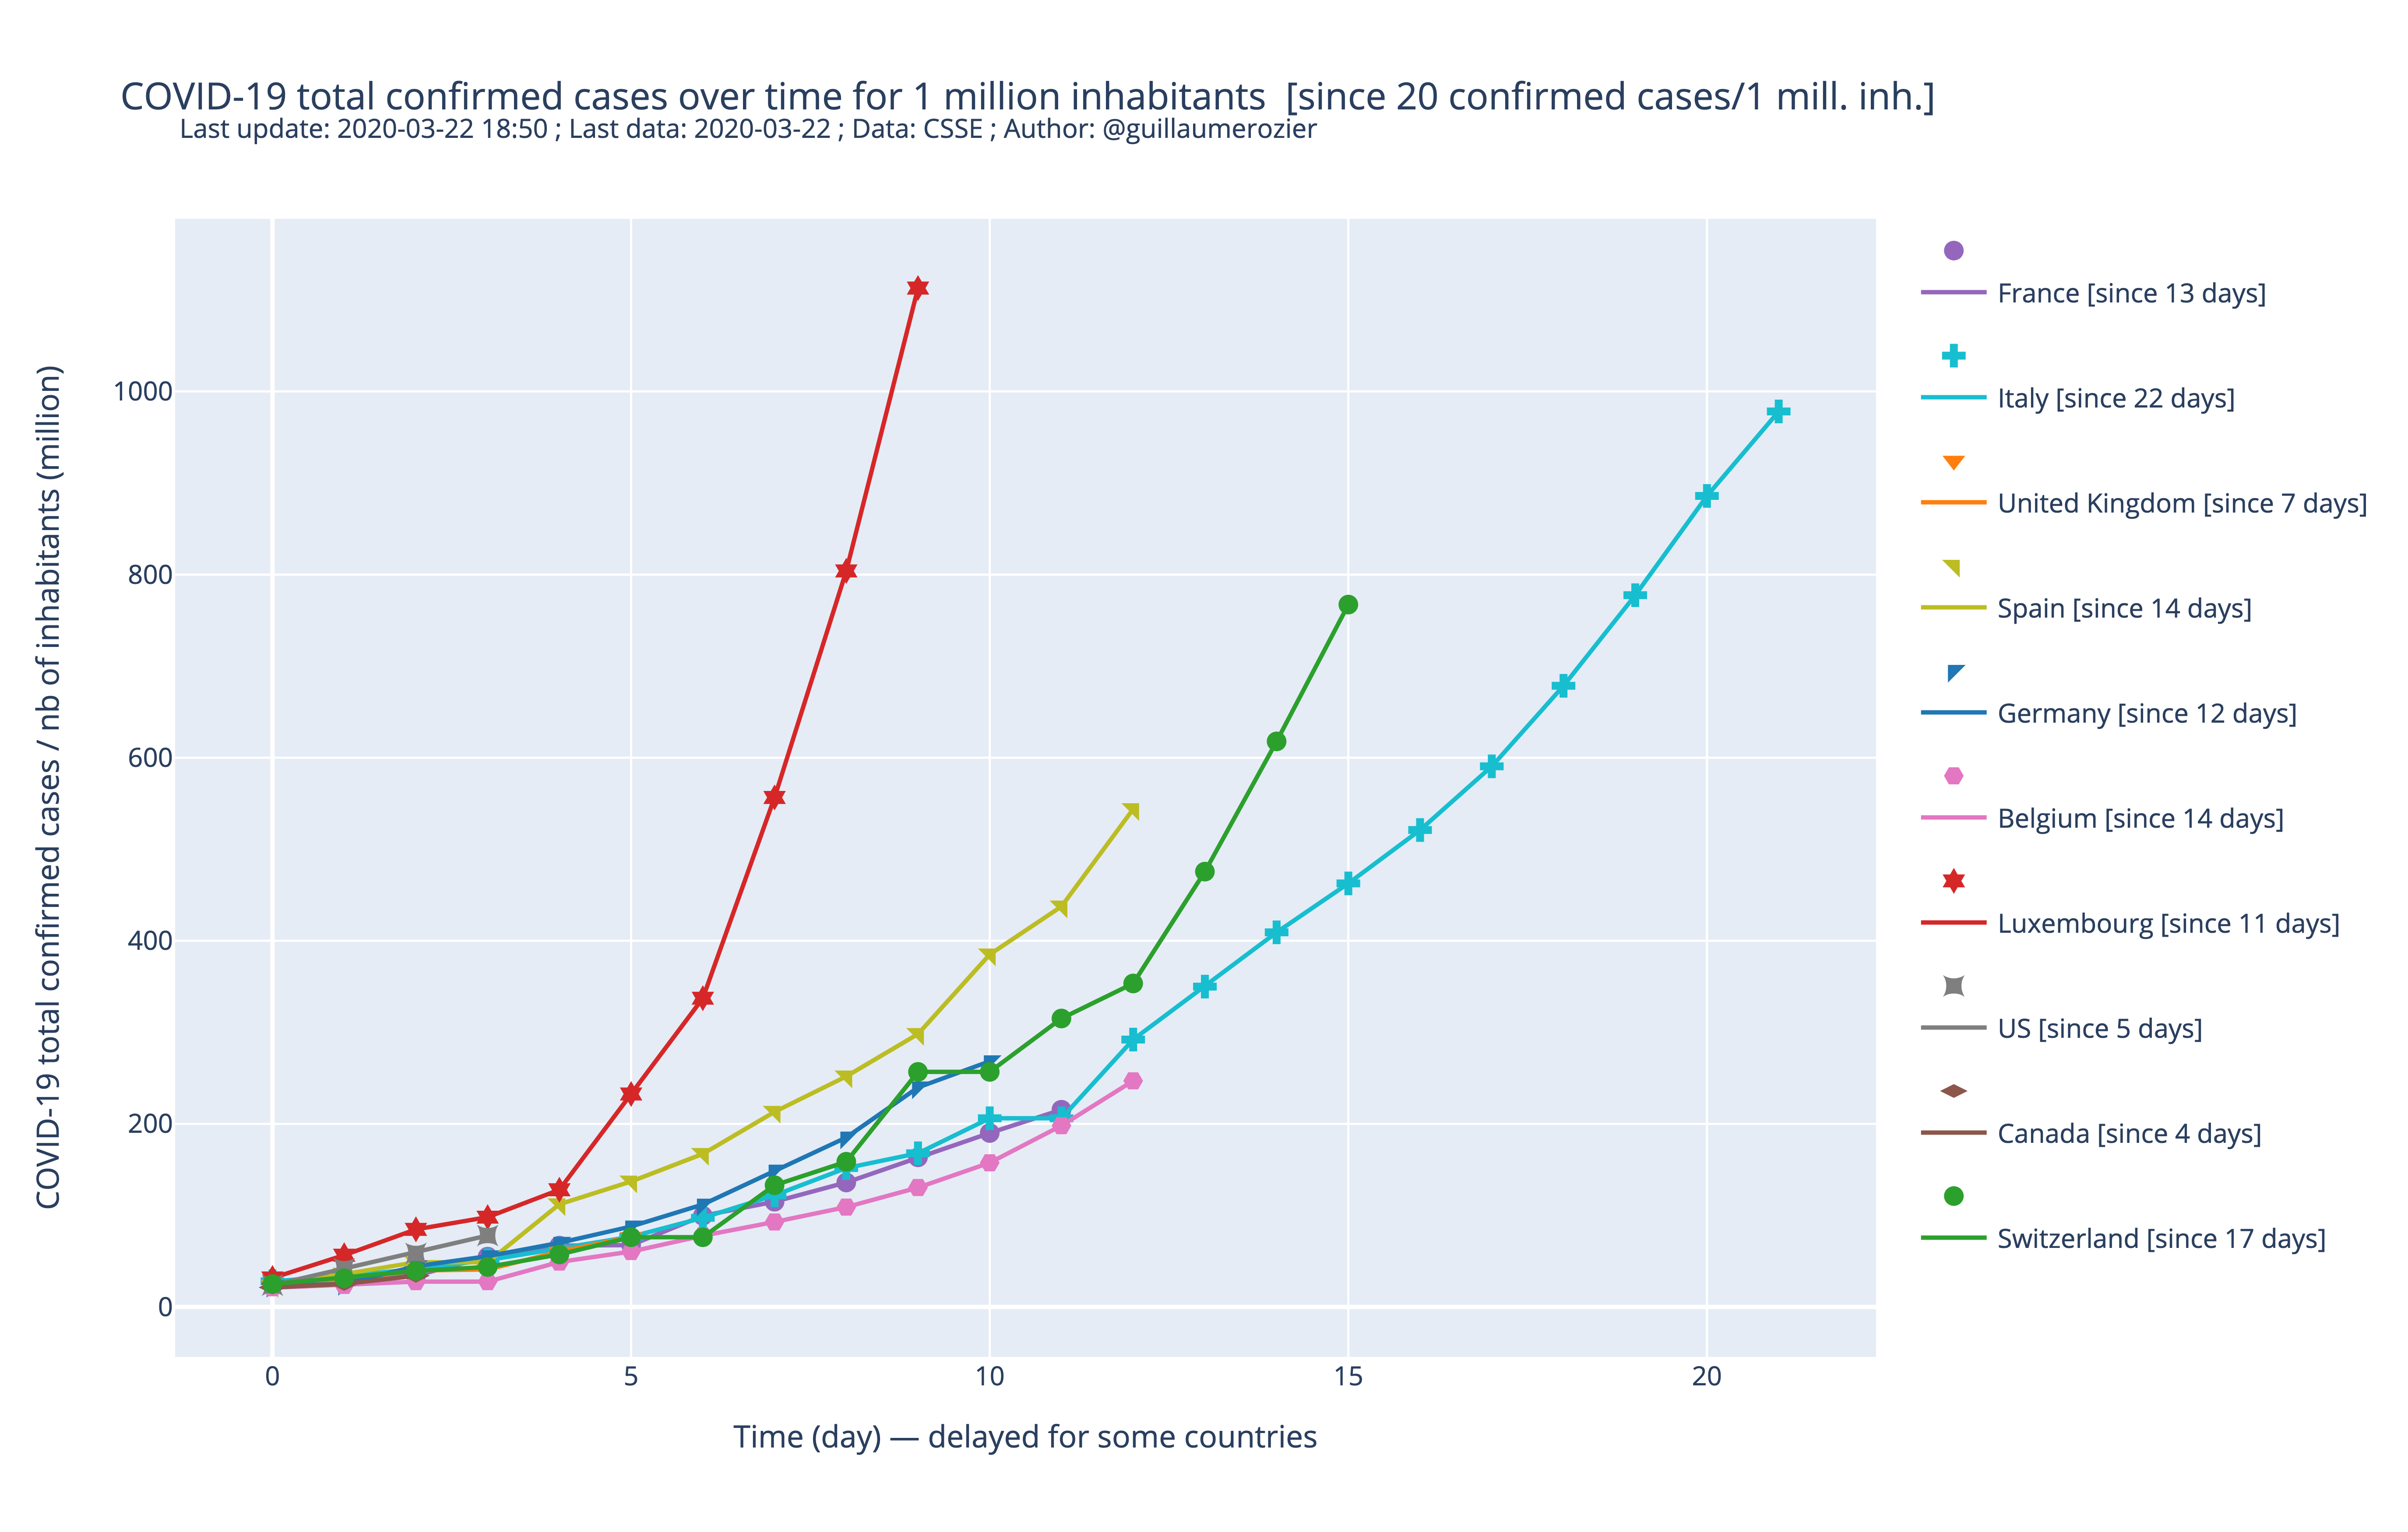 COVID-19 total confirmed cases over time for 1 million inhabitants  [since 20 confirmed cases/1 mill. inh.]
Last update: 2020-03-22 18:50 ; Last data: 2020-03-22 ; Data: CSSE ; Author: @guillaumerozier
COVID-19 total confirmed cases / nb of inhabitants (million)
1000
800
600
400
200
0
0
5
10
15
20
Time (day) — delayed for some countries
France [since 13 days]
Italy [since 22 days]
United Kingdom [since 7 days]
Spain [since 14 days]
Germany [since 12 days]
Belgium [since 14 days]
Luxembourg [since 11 days]
US [since 5 days]
Canada [since 4 days]
Switzerland [since 17 days]